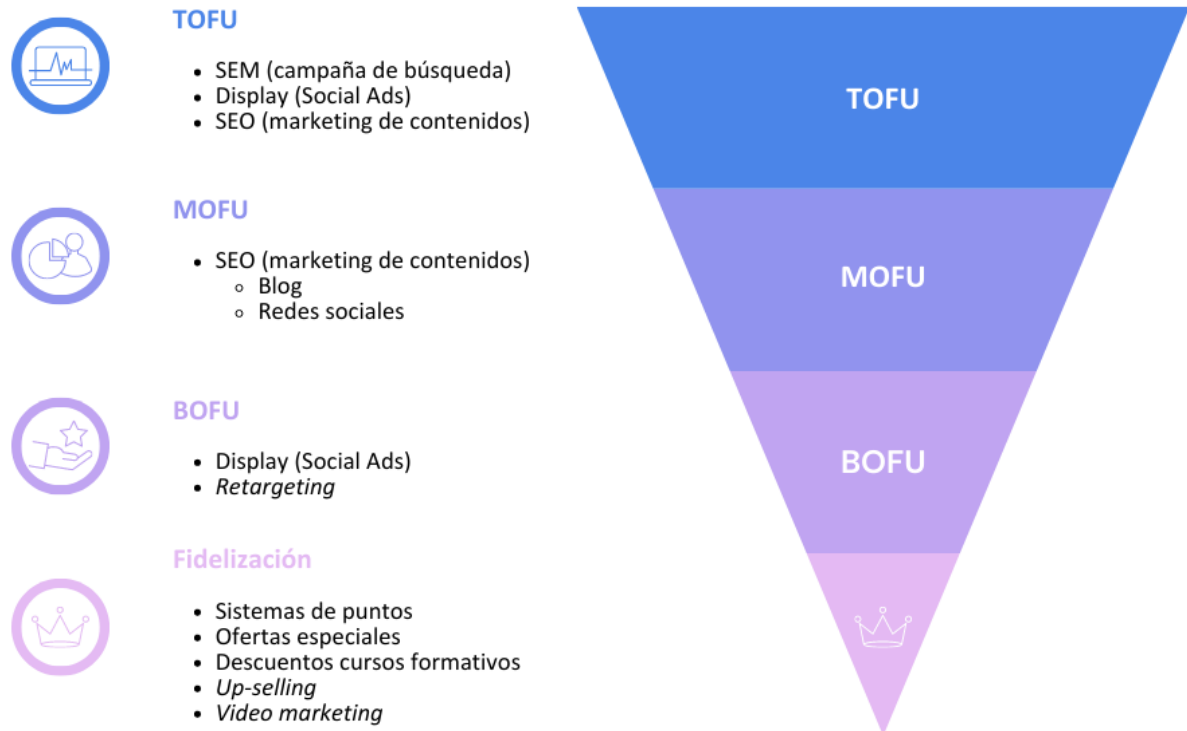 TOFU
SEM (campaña de búsqueda)
Display (Social Ads)
SEO (marketing de contenidos)
MOFU
SEO (marketing de contenidos)
Blog
Redes sociales
BOFU
Display (Social Ads)
Retargeting
Fidelización
Sistemas de puntos
Ofertas especiales
Descuentos cursos formativos
Up-selling
Video marketing
TOFU
MOFU
BOFU